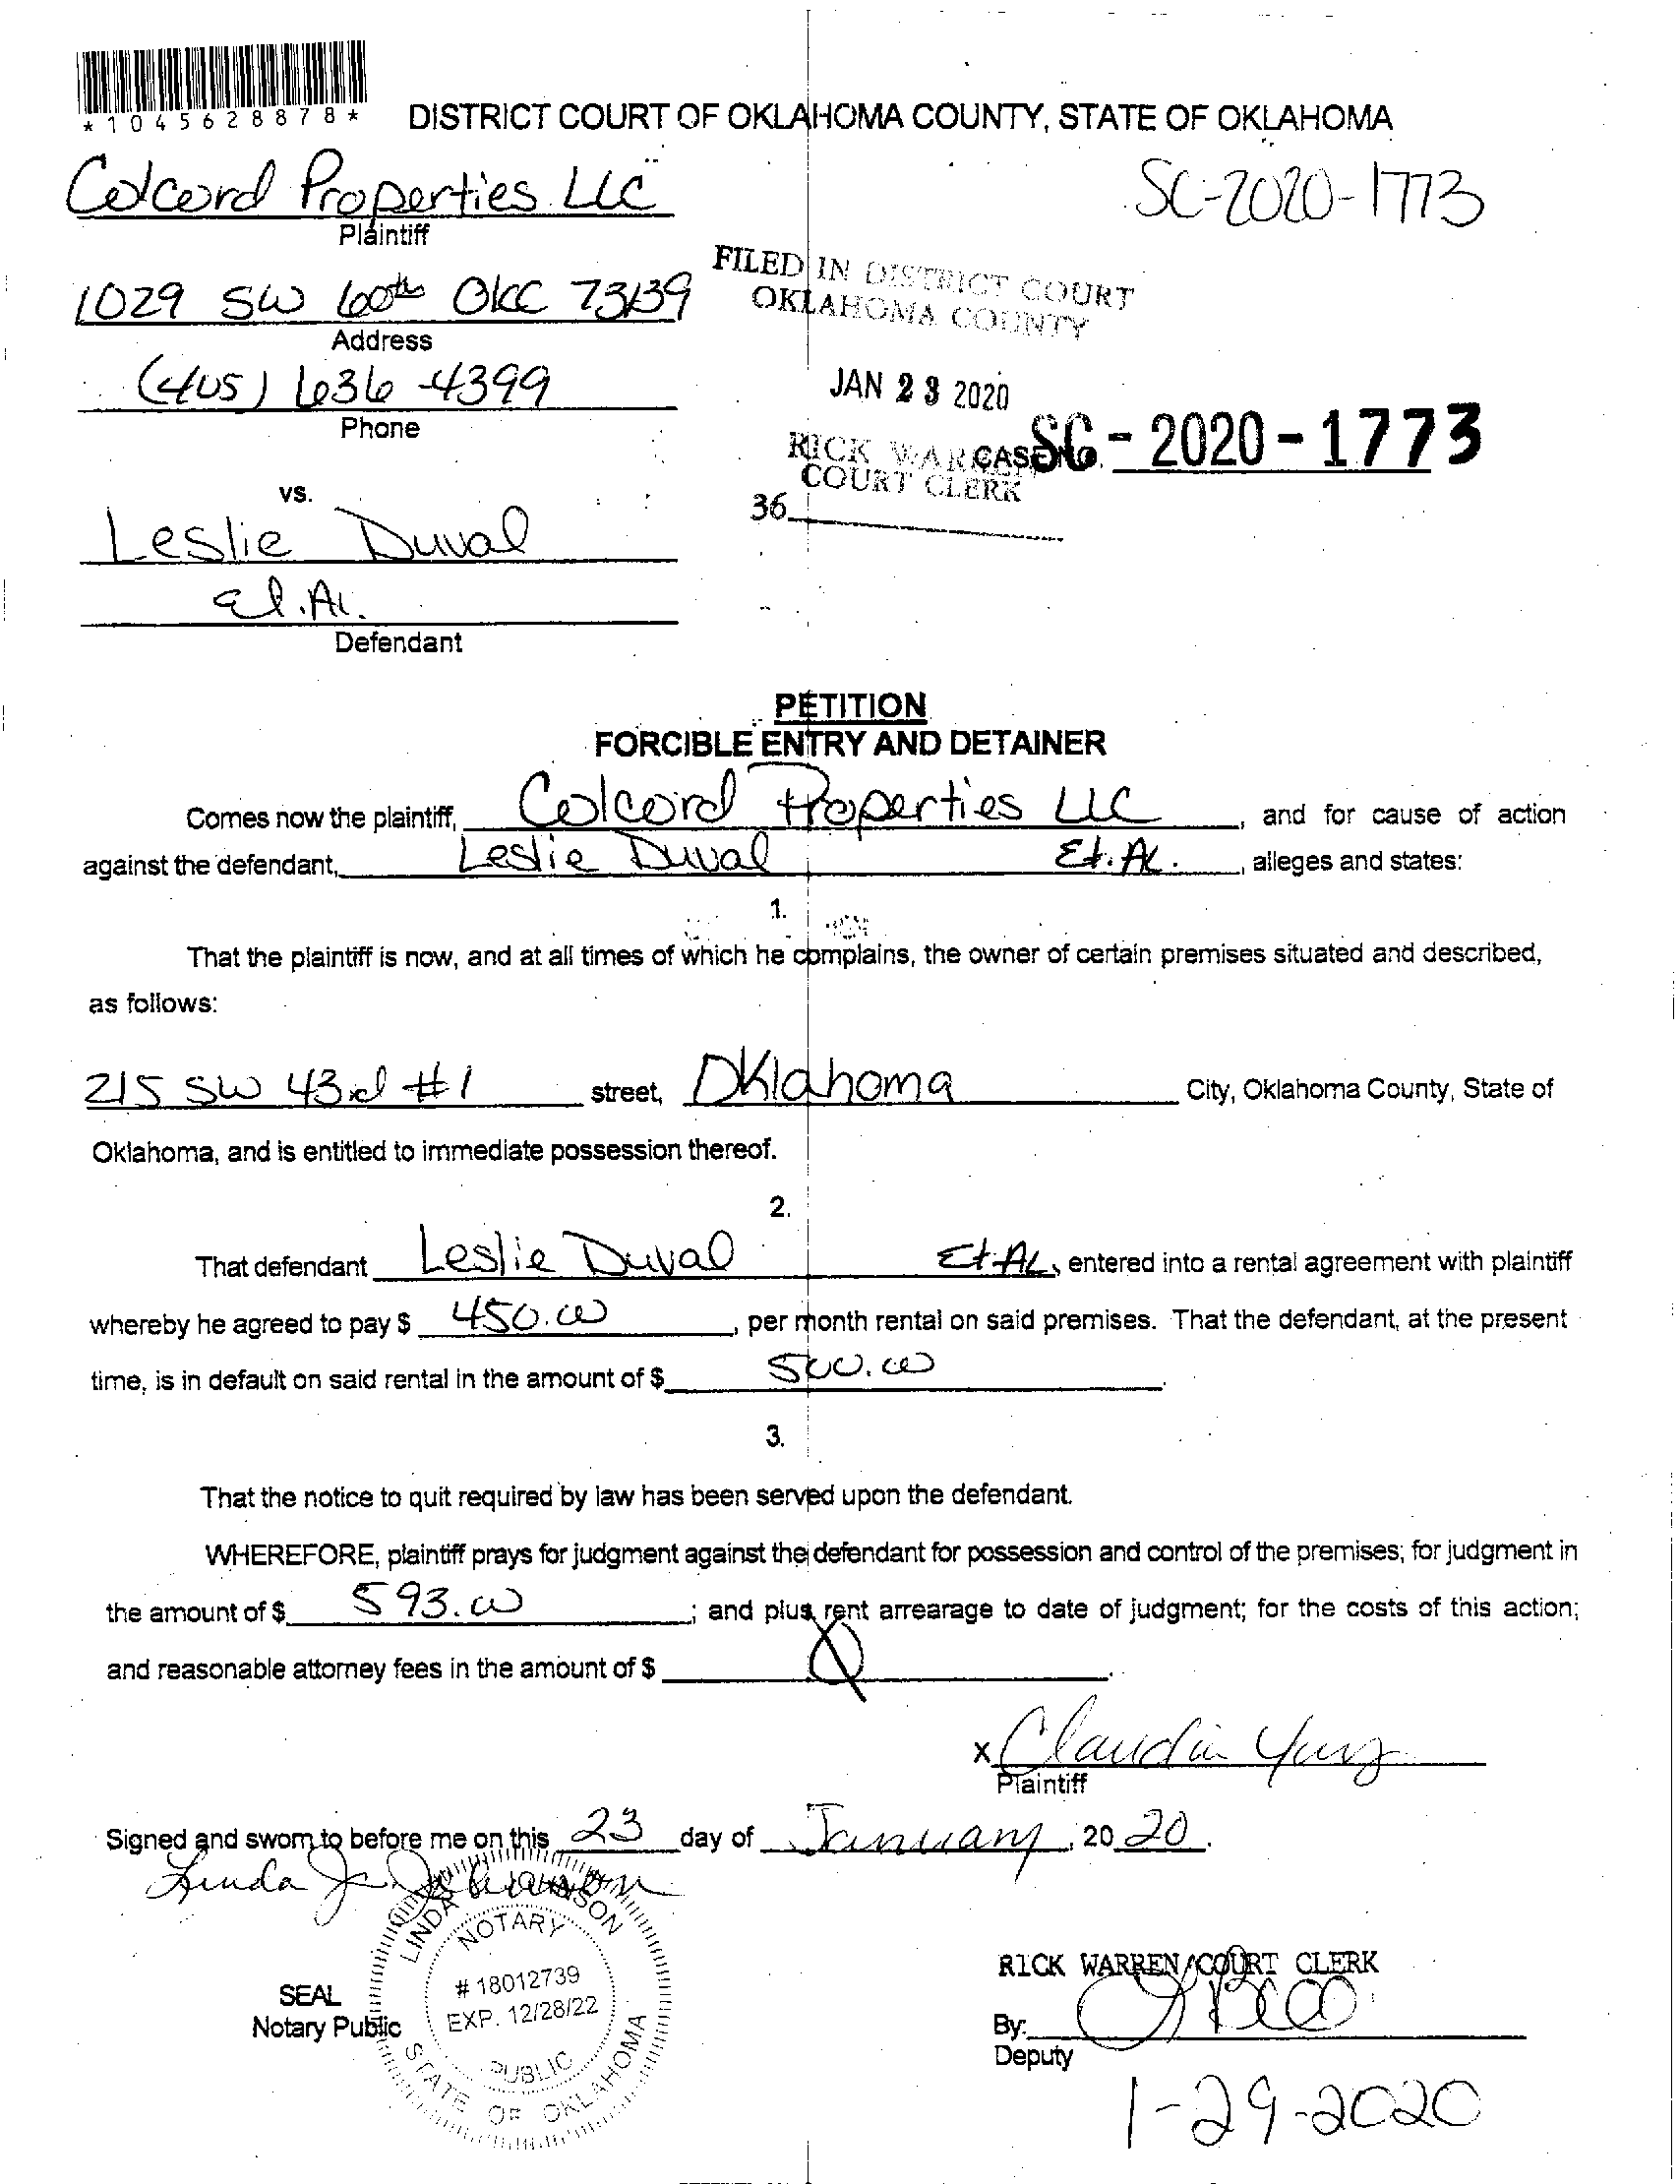 *1045628878*
DISTRICT COURT OF OKLAHOMA COUNTY, STATE OF OKLAHOMA
Colcord Properties LLC
SC-2020-1773
Plaintiff
FILED IN DISTRICT COURT
OKLAHOMA COUNTY
1029 SW 60th OKC 73139
Address
(405) 636-4399
JAN 23 2020
Phone
RICK WARREN
COURT CLERK
CASE NO. SC-2020-1773
36
vs.
Leslie Duval
Et. Al.
Defendant
PETITION
FORCIBLE ENTRY AND DETAINER
Comes now the plaintiff, Colcord Properties LLC, and for cause of action
against the defendant, Leslie Duval Et. AL., alleges and states:
1.
That the plaintiff is now, and at all times of which he complains, the owner of certain premises situated and described,
as follows:
215 SW 43rd #1 street, Oklahoma City, Oklahoma County, State of
Oklahoma, and is entitled to immediate possession thereof.
2.
That defendant Leslie Duval Et AL, entered into a rental agreement with plaintiff
whereby he agreed to pay $ 450.00, per month rental on said premises. That the defendant, at the present
time, is in default on said rental in the amount of $ 500.00.
3.
That the notice to quit required by law has been served upon the defendant.
WHEREFORE, plaintiff prays for judgment against the defendant for possession and control of the premises; for judgment in
the amount of $ 593.00; and plus rent arrearage to date of judgment; for the costs of this action;
and reasonable attorney fees in the amount of $ .
x Claudia
Plaintiff
Signed and sworn to before me on this 23 day of January, 2020.
Linda J. Johnson
LINDA JOHNSON
NOTARY
# 18012739
EXP. 12/28/22
PUBLIC
STATE OF OKLAHOMA
SEAL
Notary Public
RICK WARREN COURT CLERK
By:
Deputy
1-29-2020